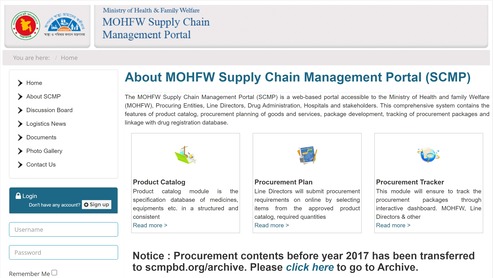 Ministry of Health & Family Welfare
MOHFW Supply Chain
Management Portal
You are here: Home
Home
About SCMP
Discussion Board
Logistics News
Documents
Photo Gallery
Contact Us
Login
Don't have any account? Sign up
Username
Password
Remember Me
About MOHFW Supply Chain Management Portal (SCMP)
The MOHFW Supply Chain Management Portal (SCMP) is a web-based portal accessible to the Ministry of Health and family Welfare
(MOHFW), Procuring Entities, Line Directors, Drug Administration, Hospitals and stakeholders. This comprehensive system contains the
features of product catalog, procurement planning of goods and services, package development, tracking of procurement packages and
linkage with drug registration database.
Product Catalog
Product catalog module is the
specification database of medicines,
equipments etc. in a structured and
consistent
Read more >
Procurement Plan
Line Directors will submit procurement
requirements on online by selecting
items from the approved product
catalog, required quantities
Read more >
Procurement Tracker
This module will ensure to track the
procurement packages through
interactive dashboard. MOHFW, Line
Directors & other
Read more >
Notice : Procurement contents before year 2017 has been transferred
to scmpbd.org/archive. Please click here to go to Archive.